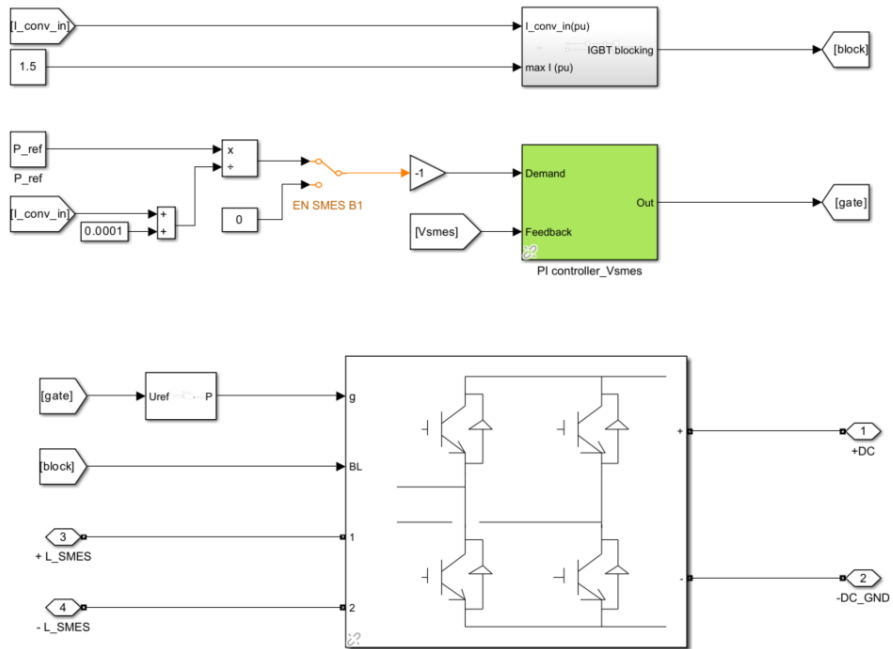 [I_conv_in]
I_conv_in(pu)
IGBT blocking
[block]
1.5
max I (pu)
P_ref
P_ref
x
÷
-1
Demand
[I_conv_in]
+
+
0.0001
0
EN SMES B1
[Vsmes]
Feedback
Out
[gate]
PI controller_Vsmes
[gate]
Uref
P
g
+
1
+DC
[block]
BL
3
+ L_SMES
1
-
2
-DC_GND
4
- L_SMES
2